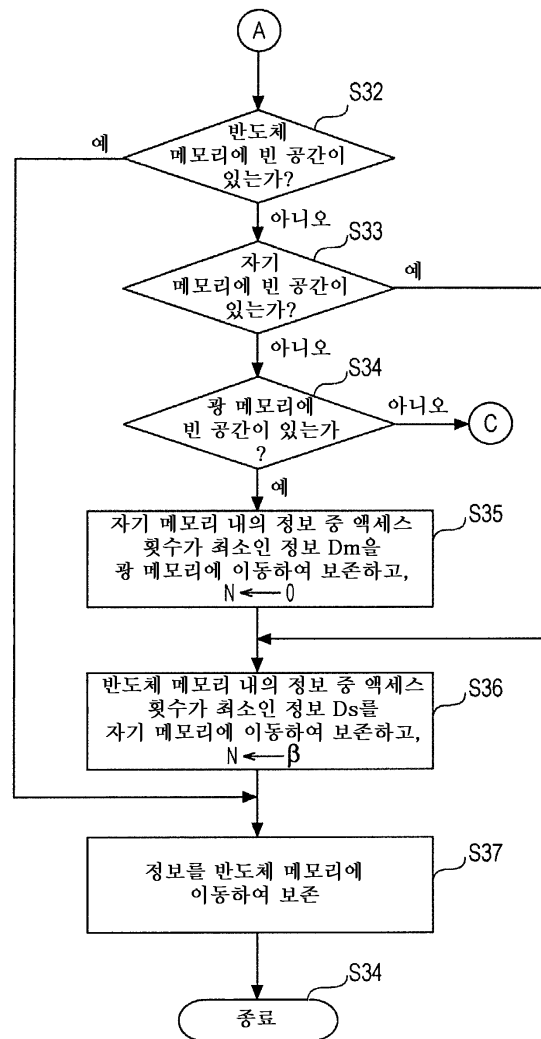 A
S32
반도체
메모리에 빈 공간이
있는가?
예
아니오
S33
자기
메모리에 빈 공간이
있는가?
예
아니오
S34
광 메모리에
빈 공간이 있는가
?
아니오
C
예
S35
자기 메모리 내의 정보 중 액세스
횟수가 최소인 정보 Dm을
광 메모리에 이동하여 보존하고,
N ← 0
S36
반도체 메모리 내의 정보 중 액세스
횟수가 최소인 정보 Ds를
자기 메모리에 이동하여 보존하고,
N ← β
S37
정보를 반도체 메모리에
이동하여 보존
S34
종료